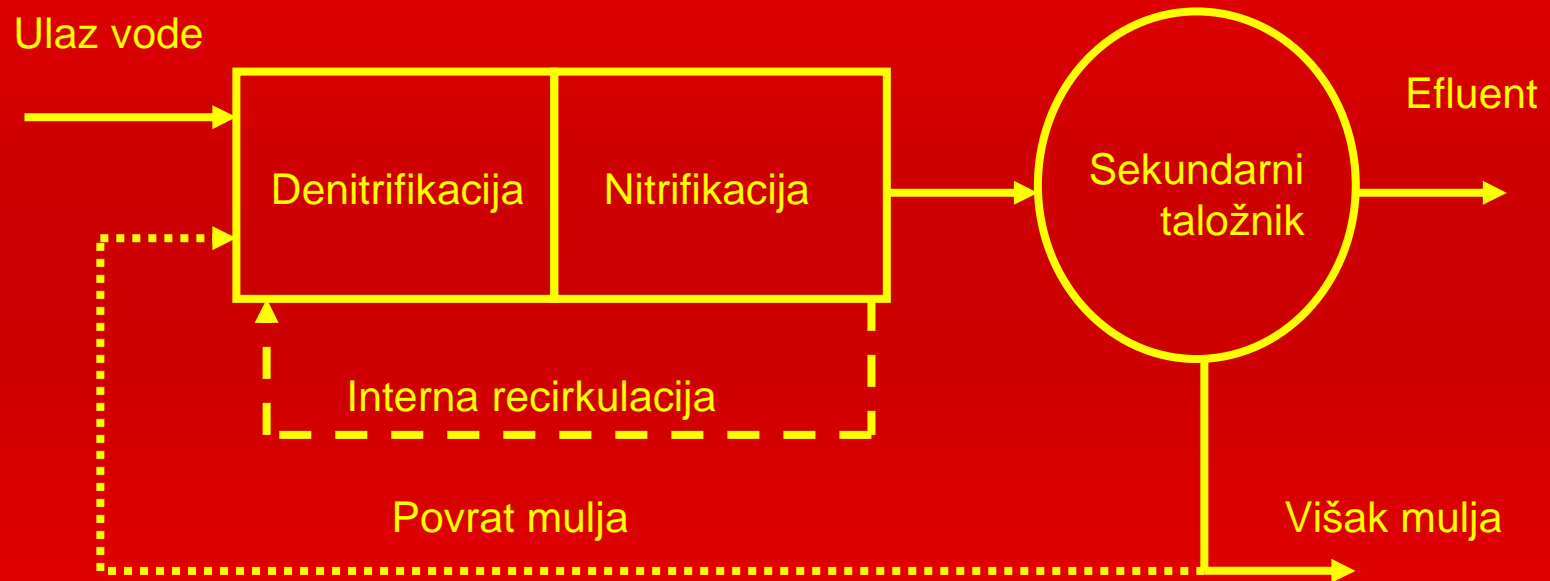 Ulaz vode
Efluent
Denitrifikacija
Nitrifikacija
Sekundarni
taložnik
Interna recirkulacija
Povrat mulja
Višak mulja